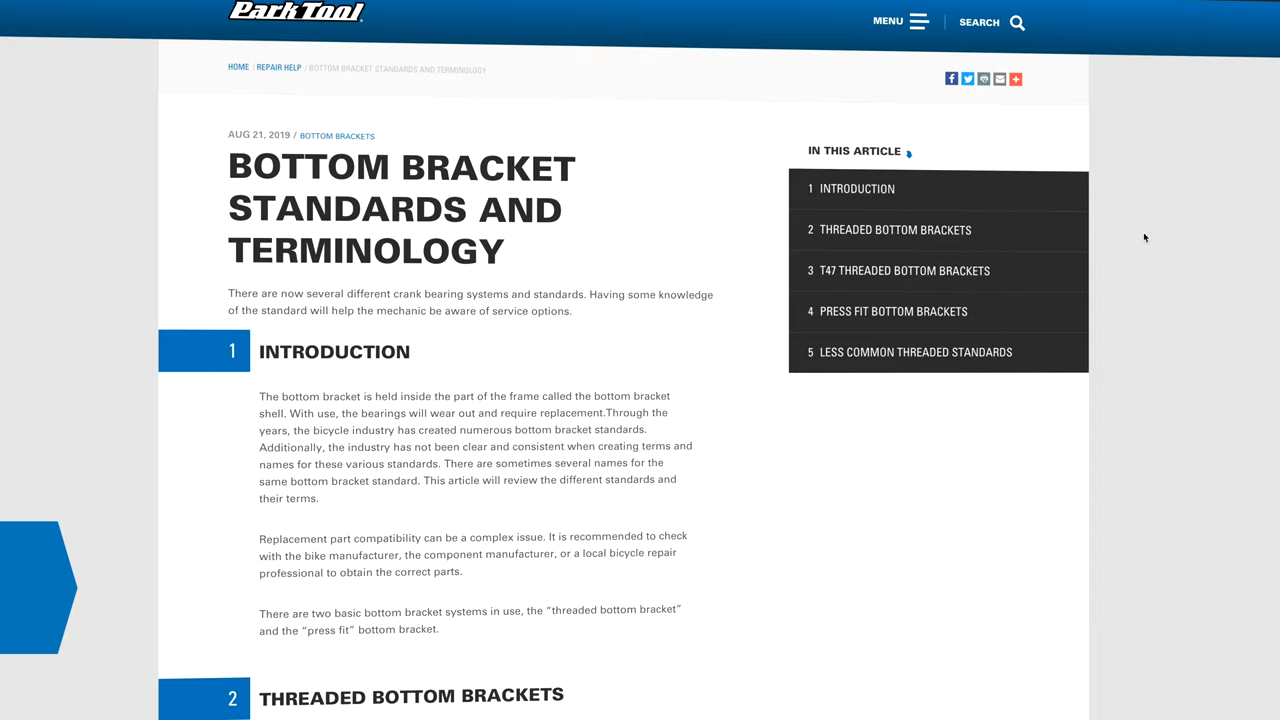 ParkTool
MENU
SEARCH
HOME / REPAIR HELP / BOTTOM BRACKET STANDARDS AND TERMINOLOGY
AUG 21, 2019 / BOTTOM BRACKETS
BOTTOM BRACKET
STANDARDS AND
TERMINOLOGY
There are now several different crank bearing systems and standards. Having some knowledge
of the standard will help the mechanic be aware of service options.
IN THIS ARTICLE
1 INTRODUCTION
2 THREADED BOTTOM BRACKETS
3 T47 THREADED BOTTOM BRACKETS
4 PRESS FIT BOTTOM BRACKETS
5 LESS COMMON THREADED STANDARDS
1 INTRODUCTION
The bottom bracket is held inside the part of the frame called the bottom bracket
shell. With use, the bearings will wear out and require replacement.Through the
years, the bicycle industry has created numerous bottom bracket standards.
Additionally, the industry has not been clear and consistent when creating terms and
names for these various standards. There are sometimes several names for the
same bottom bracket standard. This article will review the different standards and
their terms.
Replacement part compatibility can be a complex issue. It is recommended to check
with the bike manufacturer, the component manufacturer, or a local bicycle repair
professional to obtain the correct parts.
There are two basic bottom bracket systems in use, the “threaded bottom bracket”
and the “press fit” bottom bracket.
2 THREADED BOTTOM BRACKETS